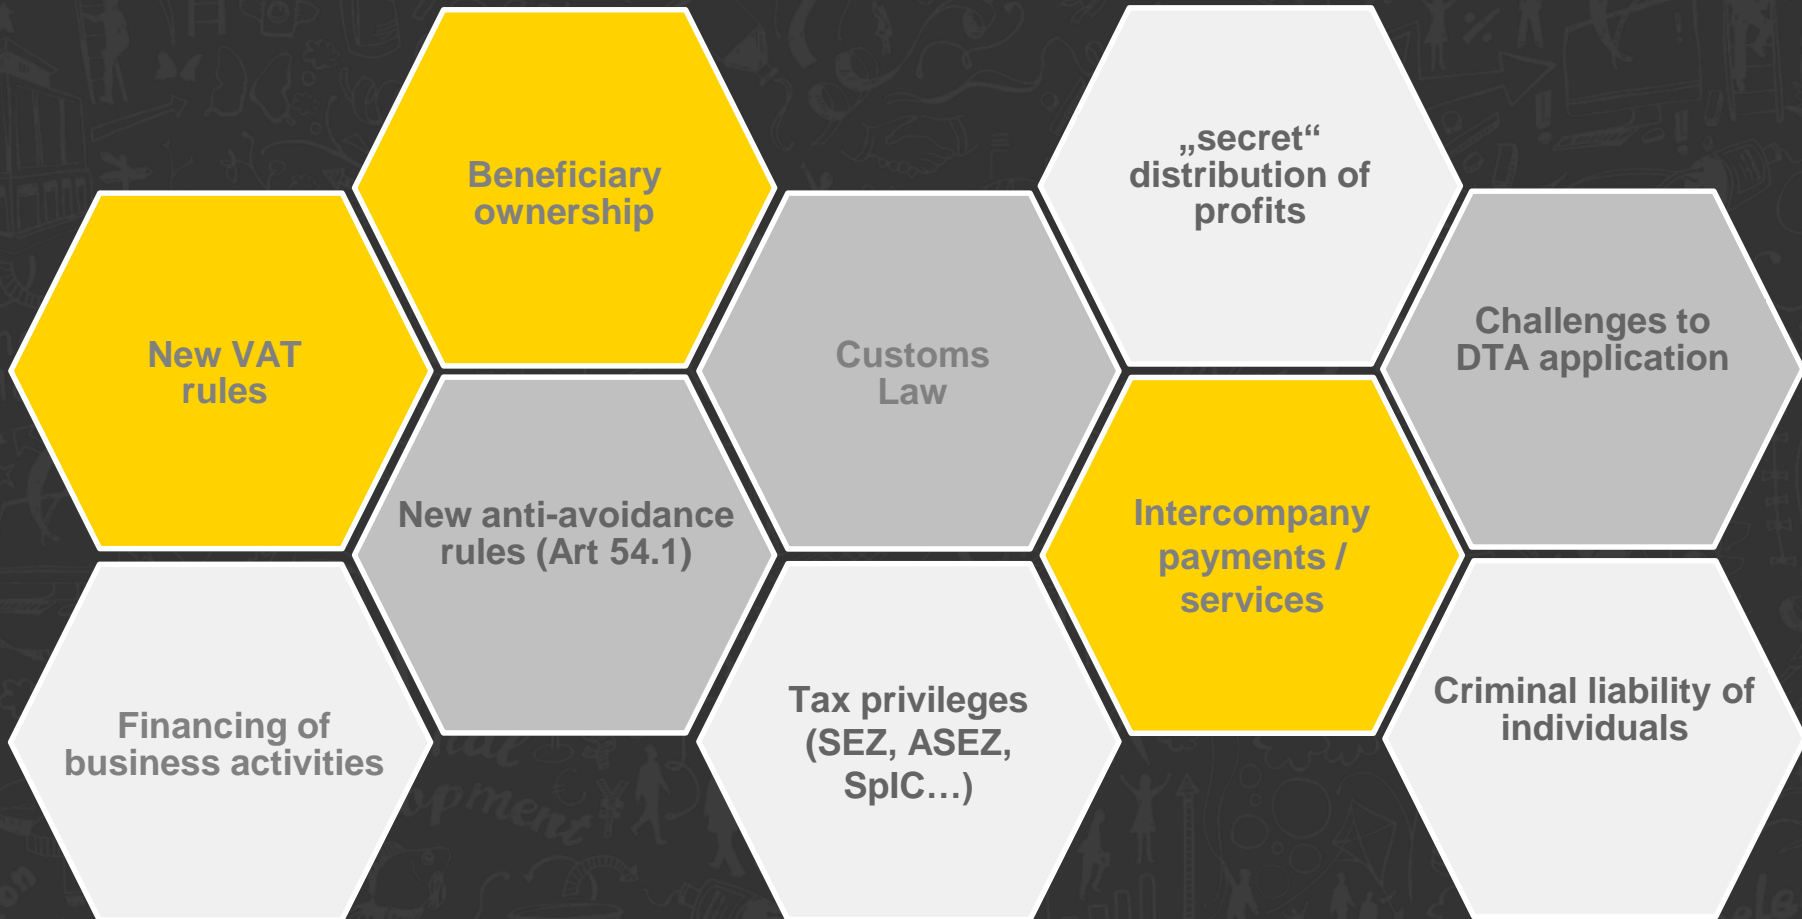 Beneficiary
ownership
„secret“
distribution of
profits
New VAT
rules
Customs
Law
Challenges to
DTA application
New anti-avoidance
rules (Art 54.1)
Intercompany
payments /
services
Financing of
business activities
Tax privileges
(SEZ, ASEZ,
SpIC…)
Criminal liability of
individuals